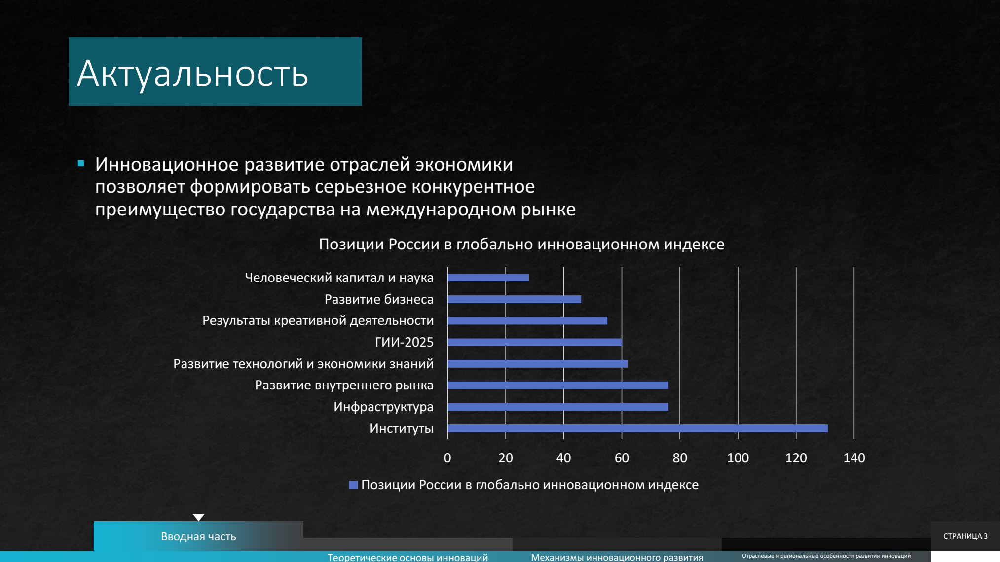 Актуальность
Инновационное развитие отраслей экономики
позволяет формировать серьезное конкурентное
преимущество государства на международном рынке
Позиции России в глобально инновационном индексе
Человеческий капитал и наука
Развитие бизнеса
Результаты креативной деятельности
ГИИ-2025
Развитие технологий и экономики знаний
Развитие внутреннего рынка
Инфраструктура
Институты
0 20 40 60 80 100 120 140
Позиции России в глобально инновационном индексе
Вводная часть
СТРАНИЦА 3
Теоретические основы инноваций
Механизмы инновационного развития
Отраслевые и региональные особенности развития инноваций